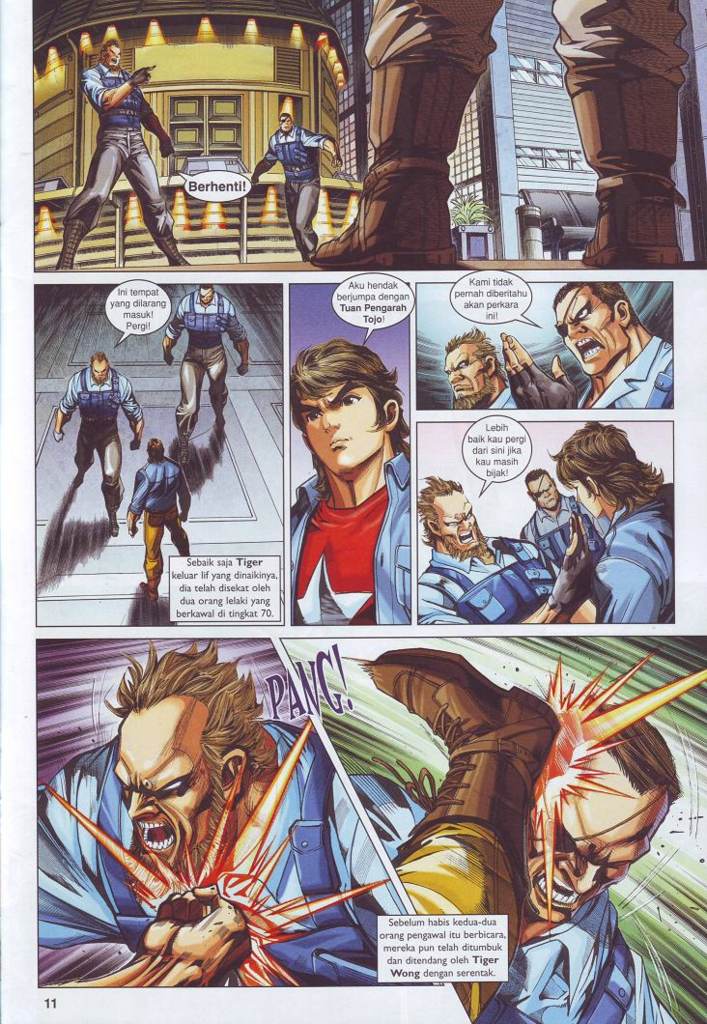 Berhenti!
Ini tempat
yang dilarang
masuk!
Pergi!
Sebaik saja Tiger
keluar lif yang dinaikinya,
dia telah disekat oleh
dua orang lelaki yang
berkawal di tingkat 70.
Aku hendak
berjumpa dengan
Tuan Pengarah
Tojo!
Kami tidak
pernah diberitahu
akan perkara
ini!
Lebih
baik kau pergi
dari sini jika
kau masih
bijak!
PANG!
Sebelum habis kedua-dua
orang pengawal itu berbicara,
mereka pun telah ditumbuk
dan ditendang oleh Tiger
Wong dengan serentak.
11